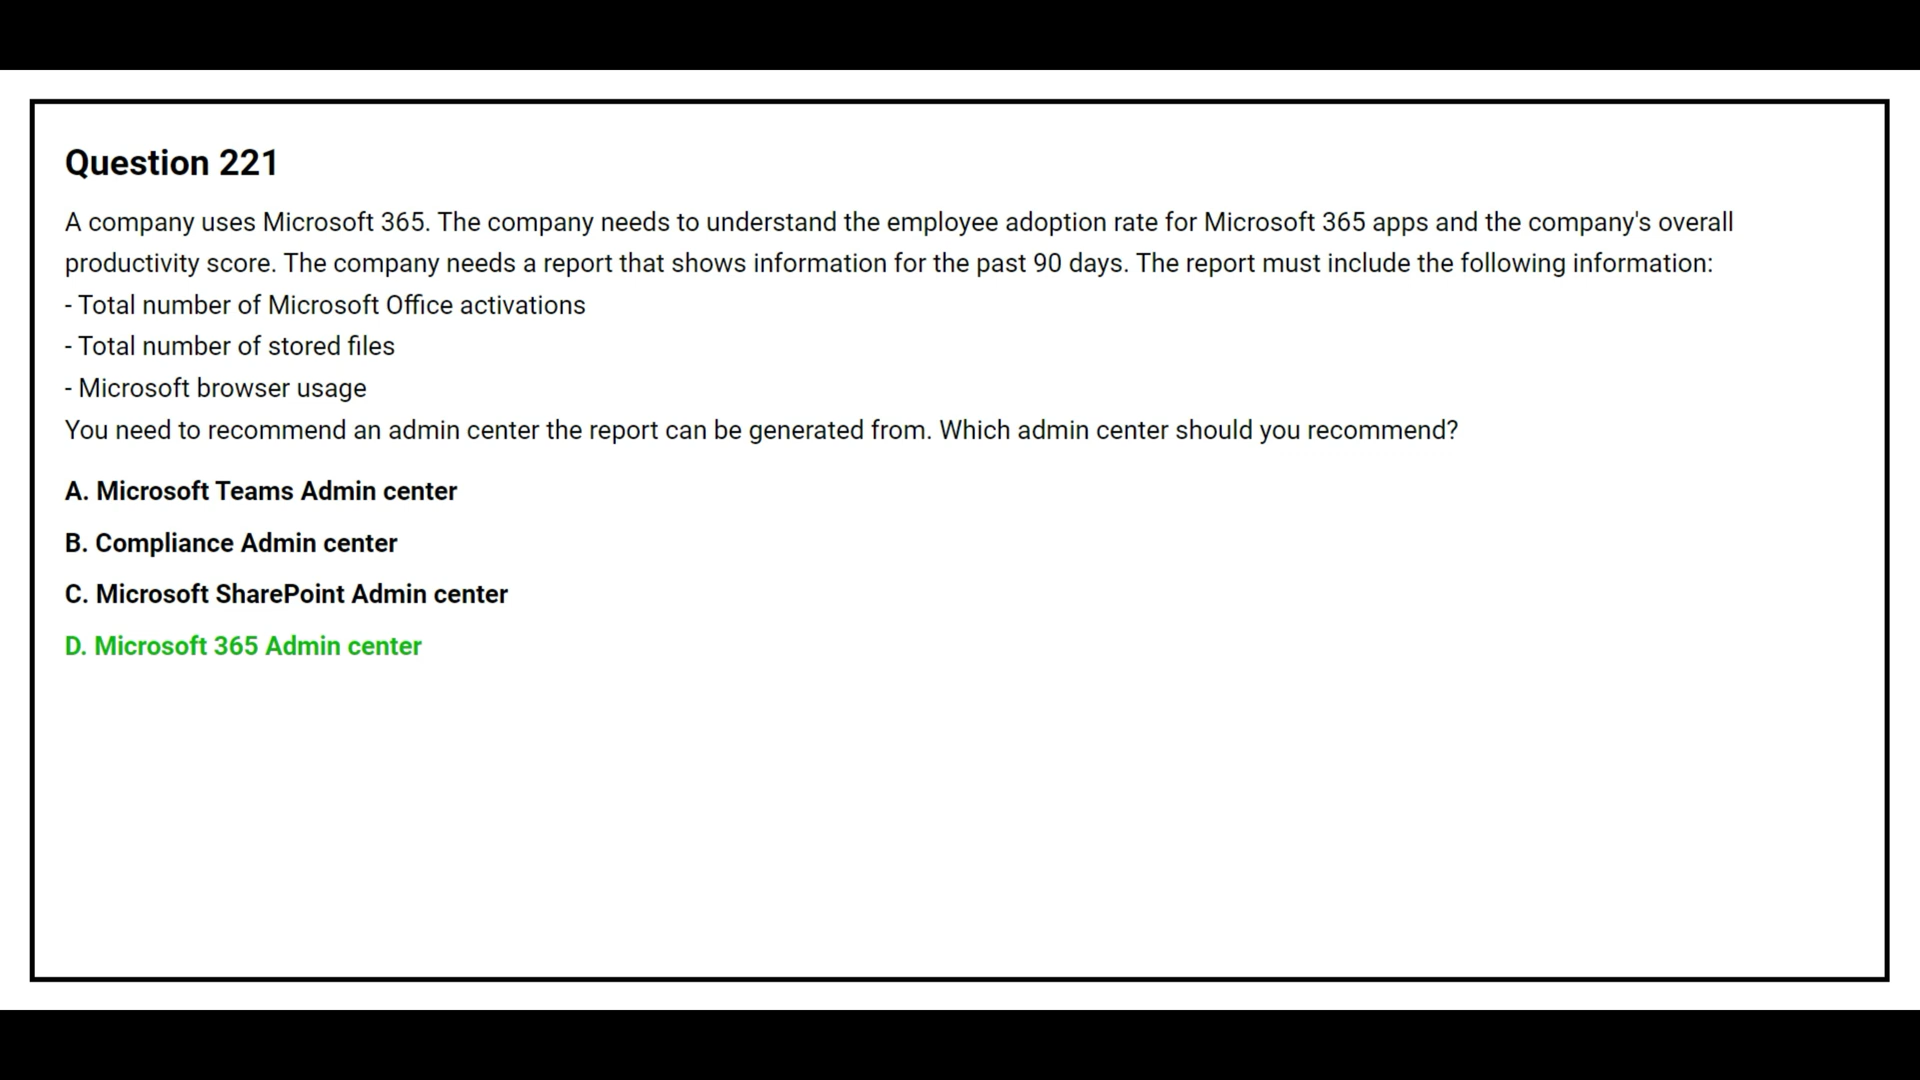 Question 221
A company uses Microsoft 365. The company needs to understand the employee adoption rate for Microsoft 365 apps and the company's overall
productivity score. The company needs a report that shows information for the past 90 days. The report must include the following information:
- Total number of Microsoft Office activations
- Total number of stored files
- Microsoft browser usage
You need to recommend an admin center the report can be generated from. Which admin center should you recommend?
A. Microsoft Teams Admin center
B. Compliance Admin center
C. Microsoft SharePoint Admin center
D. Microsoft 365 Admin center